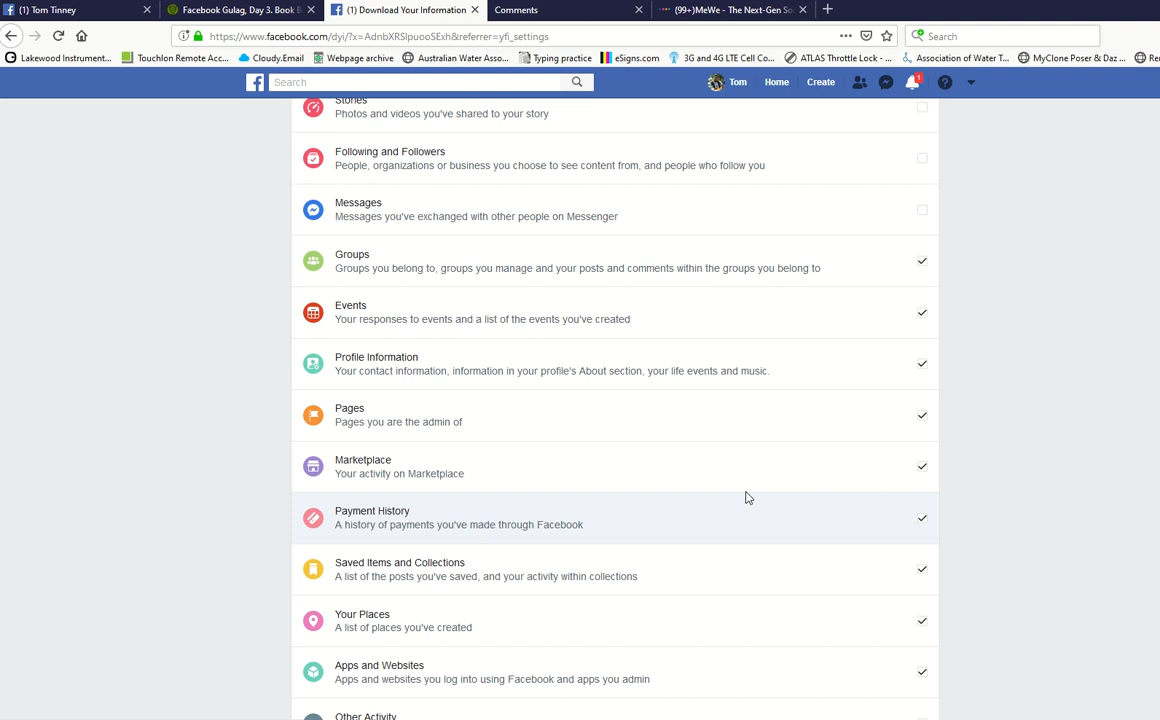 (1) Tom Tinney
Facebook Gulag, Day 3. Book B
(1) Download Your Information
Comments
(99+)MeWe - The Next-Gen So
https://www.facebook.com/dyi/?x=AdnbXRSIpuooSExh&referrer=yfi_settings
Search
Lakewood Instrument... Touchlon Remote Acc... Cloudy.Email Webpage archive Australian Water Asso... Typing practice eSignes.com 3G and 4G LTE Cell Co... ATLAS Throttle Lock - ... Association of Water T... MyClone Poser & Daz ... Re
Search
Tom Home Create 1
Stories
Photos and videos you've shared to your story
Following and Followers
People, organizations or business you choose to see content from, and people who follow you
Messages
Messages you've exchanged with other people on Messenger
Groups
Groups you belong to, groups you manage and your posts and comments within the groups you belong to
Events
Your responses to events and a list of the events you've created
Profile Information
Your contact information, information in your profile's About section, your life events and music.
Pages
Pages you are the admin of
Marketplace
Your activity on Marketplace
Payment History
A history of payments you've made through Facebook
Saved Items and Collections
A list of the posts you've saved, and your activity within collections
Your Places
A list of places you've created
Apps and Websites
Apps and websites you log into using Facebook and apps you admin
Other Activity